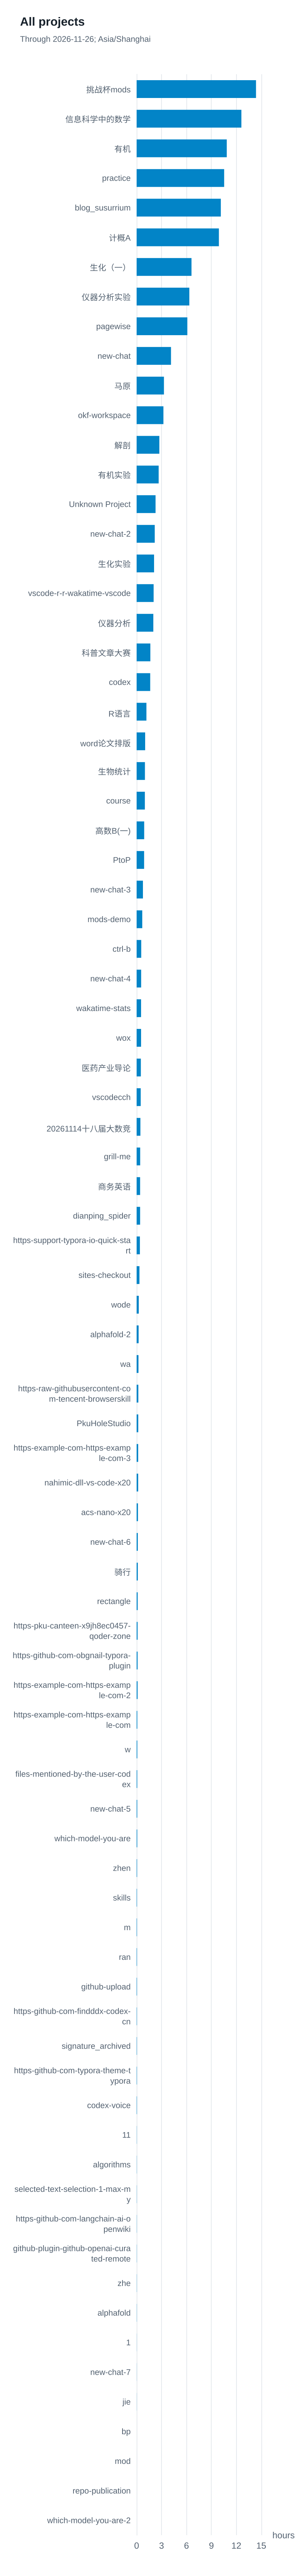 All projects
Through 2026-11-26; Asia/Shanghai
挑战杯mods
信息科学中的数学
有机
practice
blog_susurrium
计概A
生化（一）
仪器分析实验
pagewise
new-chat
马原
okf-workspace
解剖
有机实验
Unknown Project
new-chat-2
生化实验
vscode-r-r-wakatime-vscode
仪器分析
科普文章大赛
codex
R语言
word论文排版
生物统计
course
高数B(一)
PtoP
new-chat-3
mods-demo
ctrl-b
new-chat-4
wakatime-stats
wox
医药产业导论
vscodecch
20261114十八届大数竞
grill-me
商务英语
dianping_spider
https-support-typora-io-quick-sta
rt
sites-checkout
wode
alphafold-2
wa
https-raw-githubusercontent-co
m-tencent-browserskill
PkuHoleStudio
https-example-com-https-examp
le-com-3
nahimic-dll-vs-code-x20
acs-nano-x20
new-chat-6
骑行
rectangle
https-pku-canteen-x9jh8ec0457-
qoder-zone
https-github-com-obgnail-typora-
plugin
https-example-com-https-examp
le-com-2
https-example-com-https-examp
le-com
w
files-mentioned-by-the-user-cod
ex
new-chat-5
which-model-you-are
zhen
skills
m
ran
github-upload
https-github-com-findddx-codex-
cn
signature_archived
https-github-com-typora-theme-t
ypora
codex-voice
11
algorithms
selected-text-selection-1-max-m
y
https-github-com-langchain-ai-o
penwiki
github-plugin-github-openai-cura
ted-remote
zhe
alphafold
1
new-chat-7
jie
bp
mod
repo-publication
which-model-you-are-2
hours
0 3 6 9 12 15